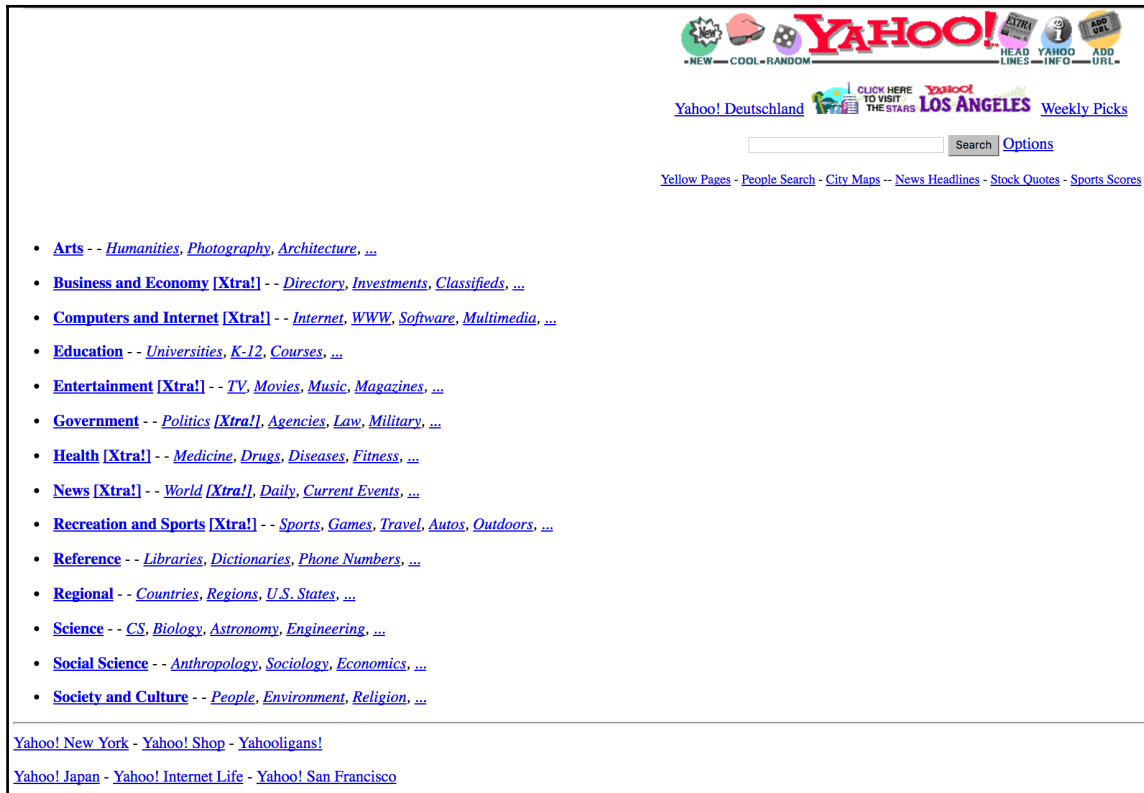 New EXTRA i ADD URL
YAHOO!
NEW COOL RANDOM HEAD LINES YAHOO INFO ADD URL
Yahoo! Deutschland CLICK HERE TO VISIT THE STARS YAHOO! LOS ANGELES Weekly Picks
Search Options
Yellow Pages - People Search - City Maps -- News Headlines - Stock Quotes - Sports Scores
• Arts - - Humanities, Photography, Architecture, ...
• Business and Economy [Xtra!] - - Directory, Investments, Classifieds, ...
• Computers and Internet [Xtra!] - - Internet, WWW, Software, Multimedia, ...
• Education - - Universities, K-12, Courses, ...
• Entertainment [Xtra!] - - TV, Movies, Music, Magazines, ...
• Government - - Politics [Xtra!], Agencies, Law, Military, ...
• Health [Xtra!] - - Medicine, Drugs, Diseases, Fitness, ...
• News [Xtra!] - - World [Xtra!], Daily, Current Events, ...
• Recreation and Sports [Xtra!] - - Sports, Games, Travel, Autos, Outdoors, ...
• Reference - - Libraries, Dictionaries, Phone Numbers, ...
• Regional - - Countries, Regions, U.S. States, ...
• Science - - CS, Biology, Astronomy, Engineering, ...
• Social Science - - Anthropology, Sociology, Economics, ...
• Society and Culture - - People, Environment, Religion, ...
Yahoo! New York - Yahoo! Shop - Yahooligans!
Yahoo! Japan - Yahoo! Internet Life - Yahoo! San Francisco